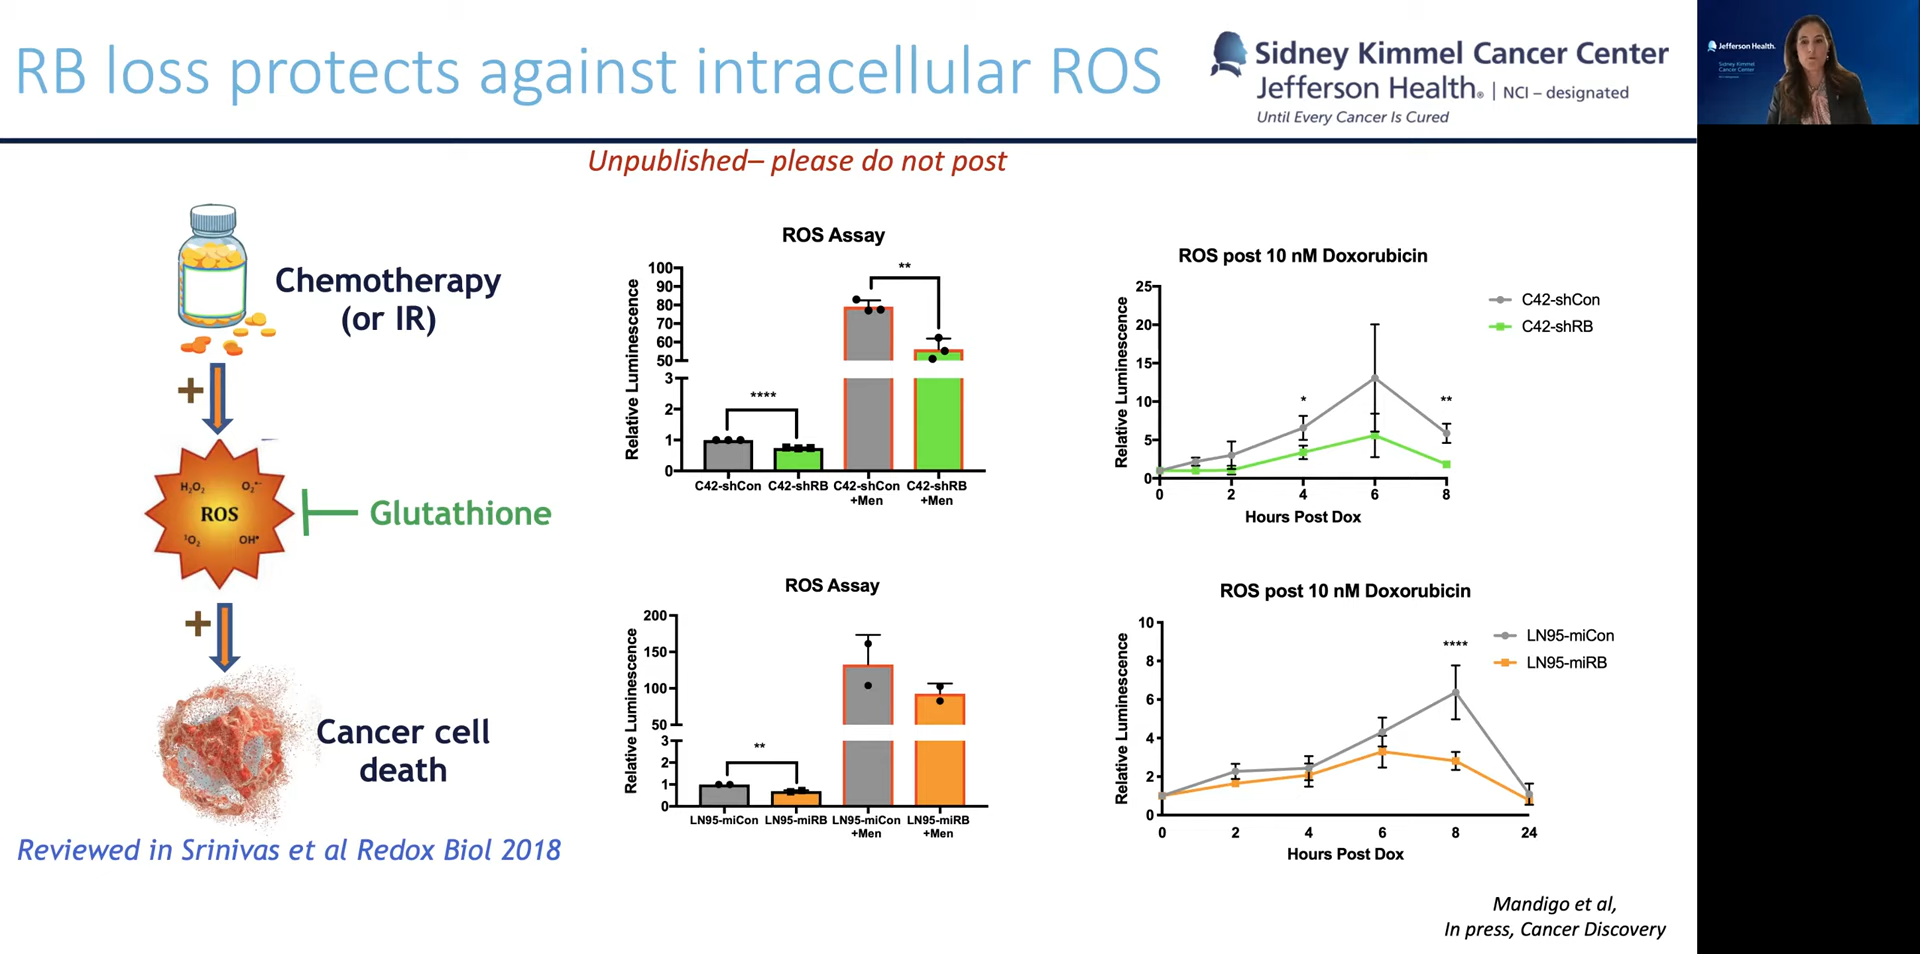 RB loss protects against intracellular ROS
Sidney Kimmel Cancer Center
Jefferson Health® | NCI – designated
Until Every Cancer Is Cured
Jefferson Health.
Sidney Kimmel
Cancer Center
Unpublished– please do not post
Chemotherapy
(or IR)
+
H2O2
O2•-
ROS
1O2
OH•
Glutathione
+
Cancer cell
death
Reviewed in Srinivas et al Redox Biol 2018
ROS Assay
Relative Luminescence
100
90
80
70
60
50
3
2
1
0
****
**
C42-shCon C42-shRB C42-shCon C42-shRB
+Men +Men
ROS post 10 nM Doxorubicin
Relative Luminescence
25
20
15
10
5
0
*
**
0 2 4 6 8
Hours Post Dox
C42-shCon
C42-shRB
ROS Assay
Relative Luminescence
200
150
100
50
3
2
1
0
**
LN95-miCon LN95-miRB LN95-miCon LN95-miRB
+Men +Men
ROS post 10 nM Doxorubicin
Relative Luminescence
10
8
6
4
2
0
****
0 2 4 6 8 24
Hours Post Dox
LN95-miCon
LN95-miRB
Mandigo et al,
In press, Cancer Discovery